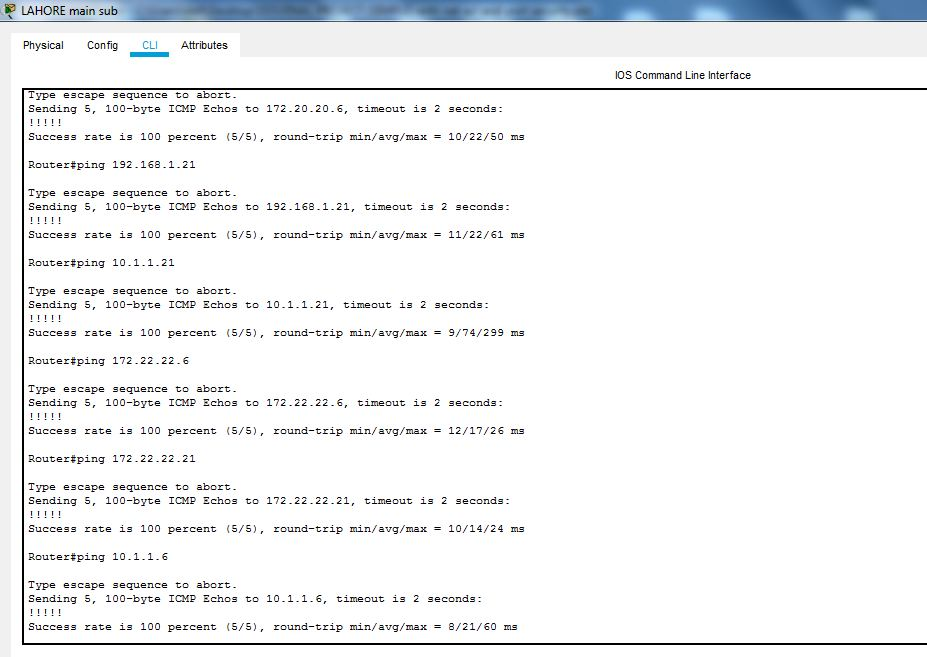 LAHORE main sub
Physical Config CLI Attributes
IOS Command Line Interface
Type escape sequence to abort.
Sending 5, 100-byte ICMP Echos to 172.20.20.6, timeout is 2 seconds:
!!!!!
Success rate is 100 percent (5/5), round-trip min/avg/max = 10/22/50 ms
Router#ping 192.168.1.21
Type escape sequence to abort.
Sending 5, 100-byte ICMP Echos to 192.168.1.21, timeout is 2 seconds:
!!!!!
Success rate is 100 percent (5/5), round-trip min/avg/max = 11/22/61 ms
Router#ping 10.1.1.21
Type escape sequence to abort.
Sending 5, 100-byte ICMP Echos to 10.1.1.21, timeout is 2 seconds:
!!!!!
Success rate is 100 percent (5/5), round-trip min/avg/max = 9/74/299 ms
Router#ping 172.22.22.6
Type escape sequence to abort.
Sending 5, 100-byte ICMP Echos to 172.22.22.6, timeout is 2 seconds:
!!!!!
Success rate is 100 percent (5/5), round-trip min/avg/max = 12/17/26 ms
Router#ping 172.22.22.21
Type escape sequence to abort.
Sending 5, 100-byte ICMP Echos to 172.22.22.21, timeout is 2 seconds:
!!!!!
Success rate is 100 percent (5/5), round-trip min/avg/max = 10/14/24 ms
Router#ping 10.1.1.6
Type escape sequence to abort.
Sending 5, 100-byte ICMP Echos to 10.1.1.6, timeout is 2 seconds:
!!!!!
Success rate is 100 percent (5/5), round-trip min/avg/max = 8/21/60 ms